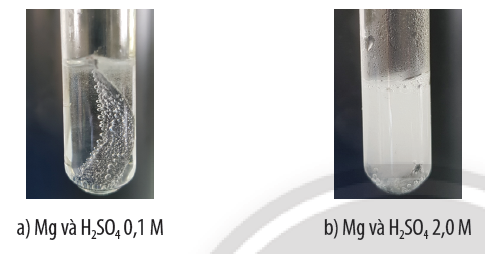 a) Mg và H₂SO₄ 0,1 M
b) Mg và H₂SO₄ 2,0 M